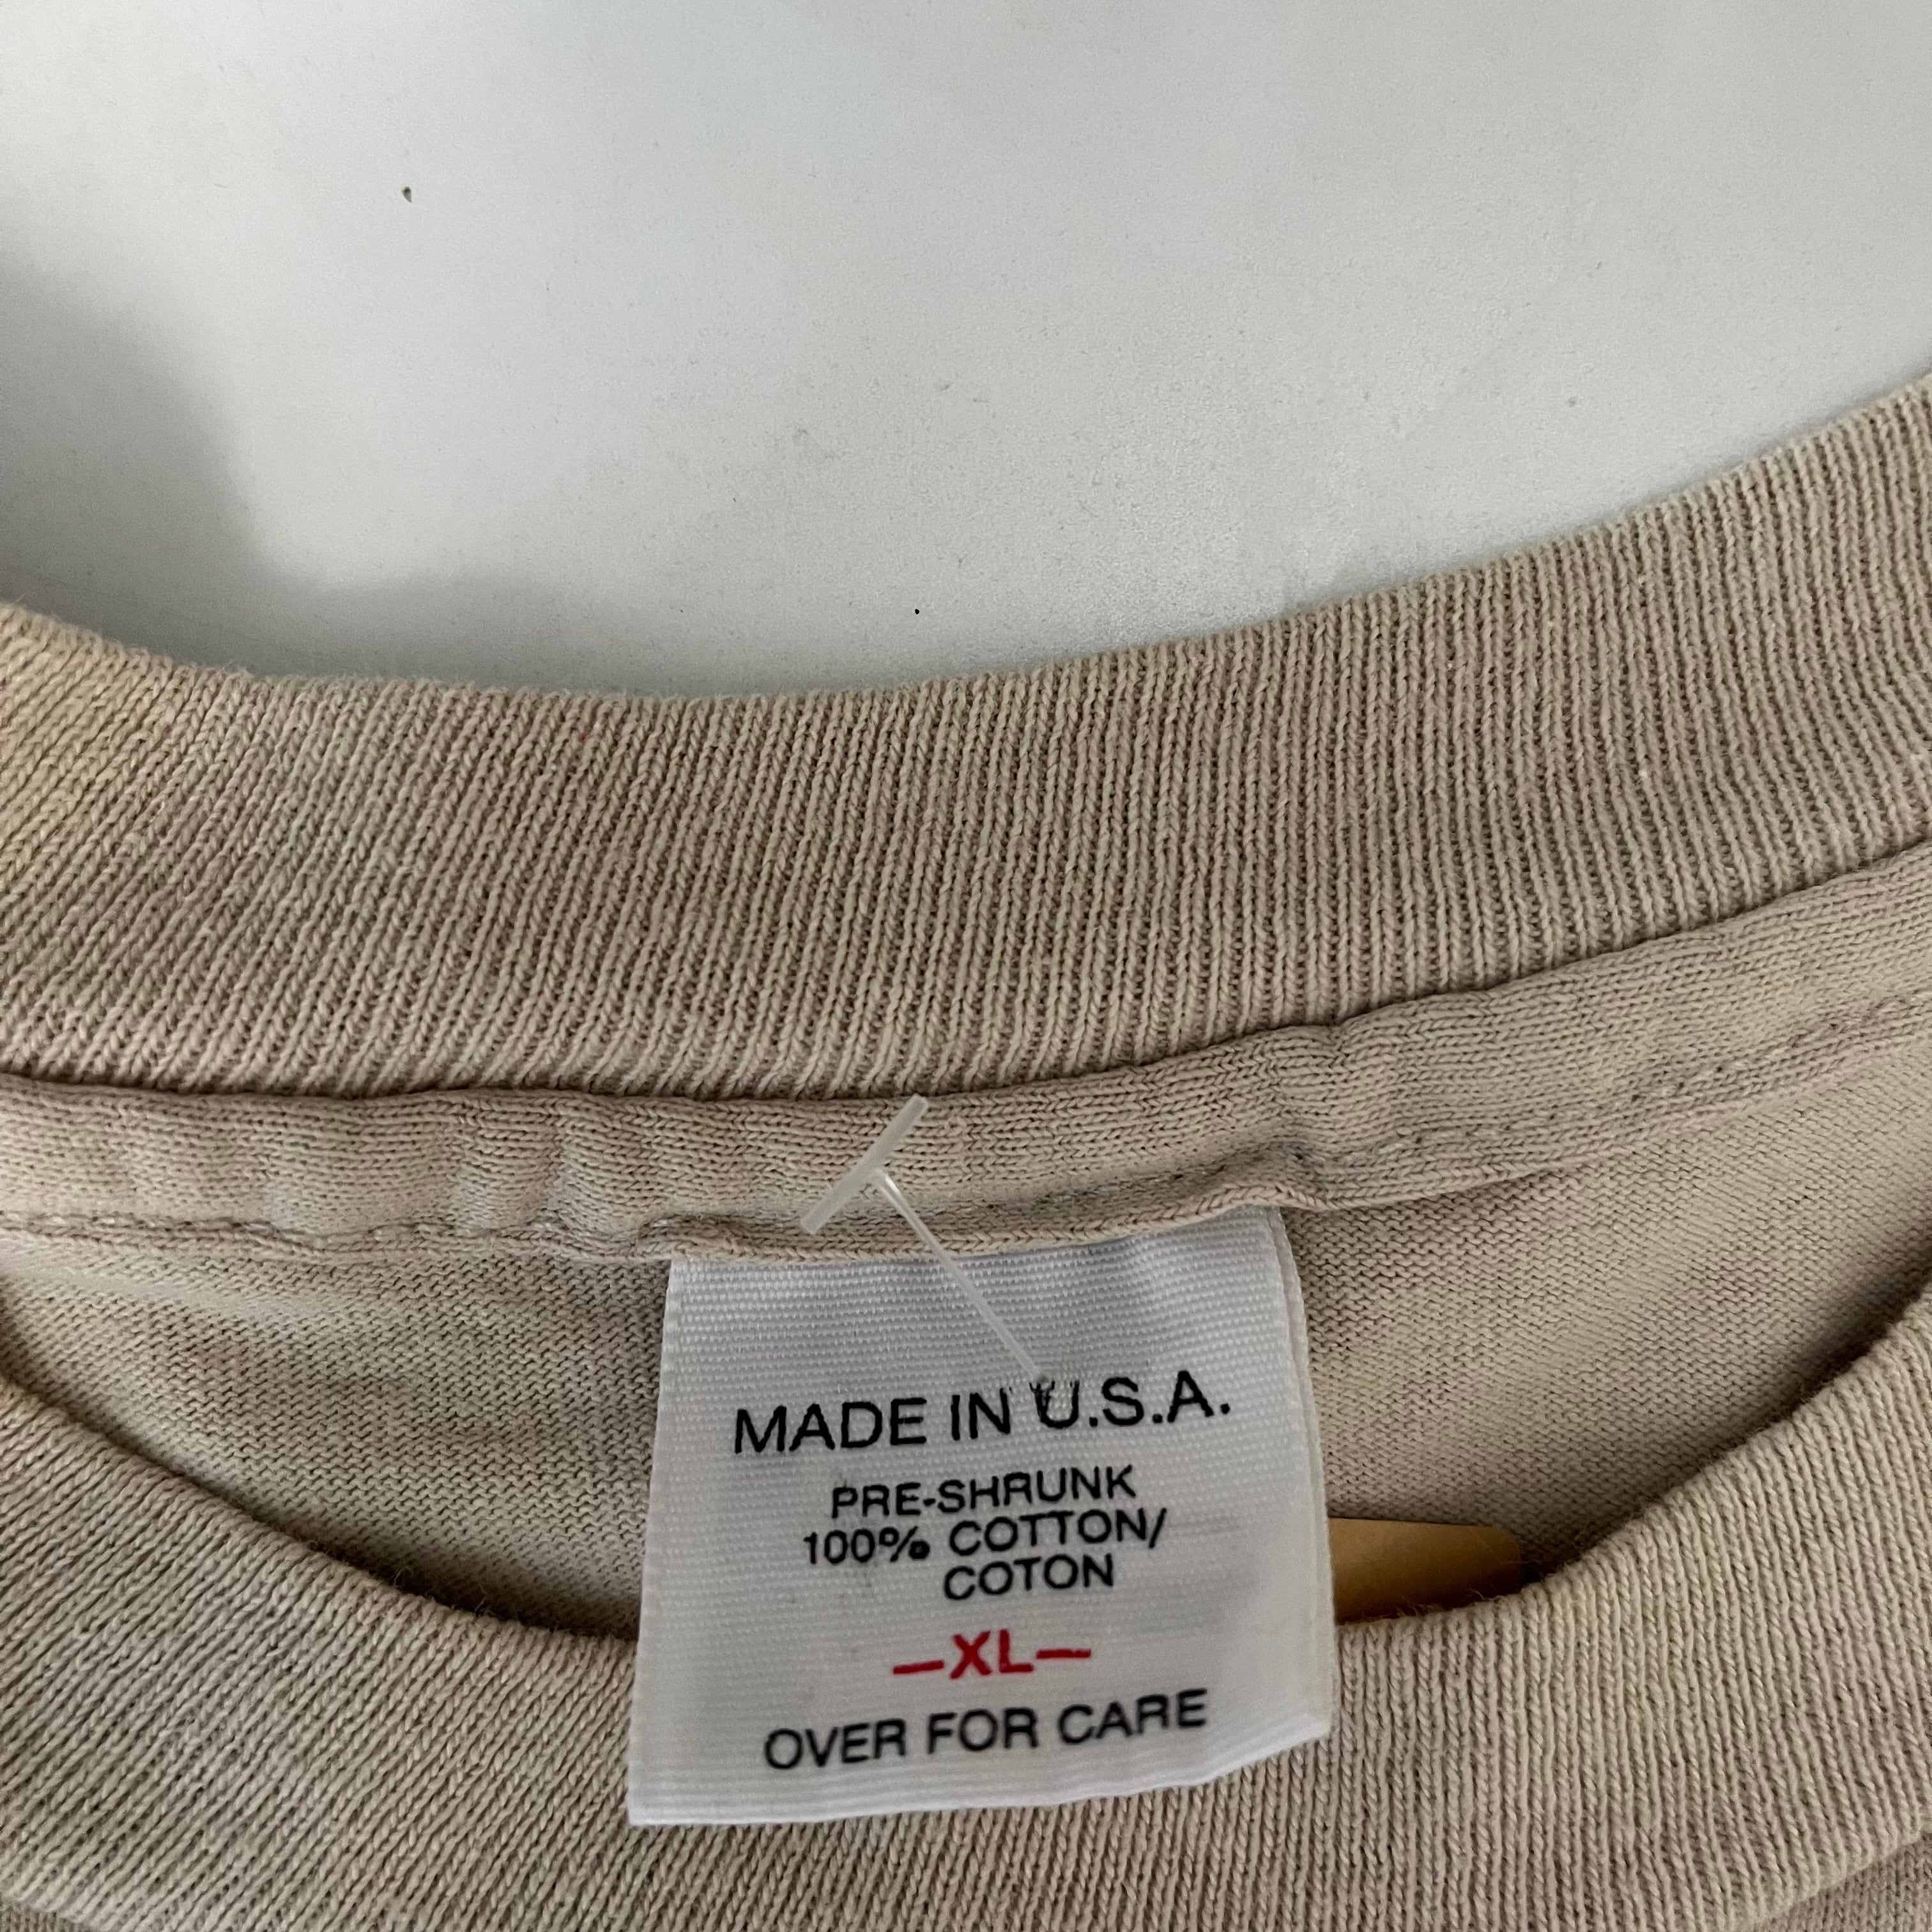 MADE IN U.S.A.
PRE-SHRUNK
100% COTTON/
COTON
—XL—
OVER FOR CARE